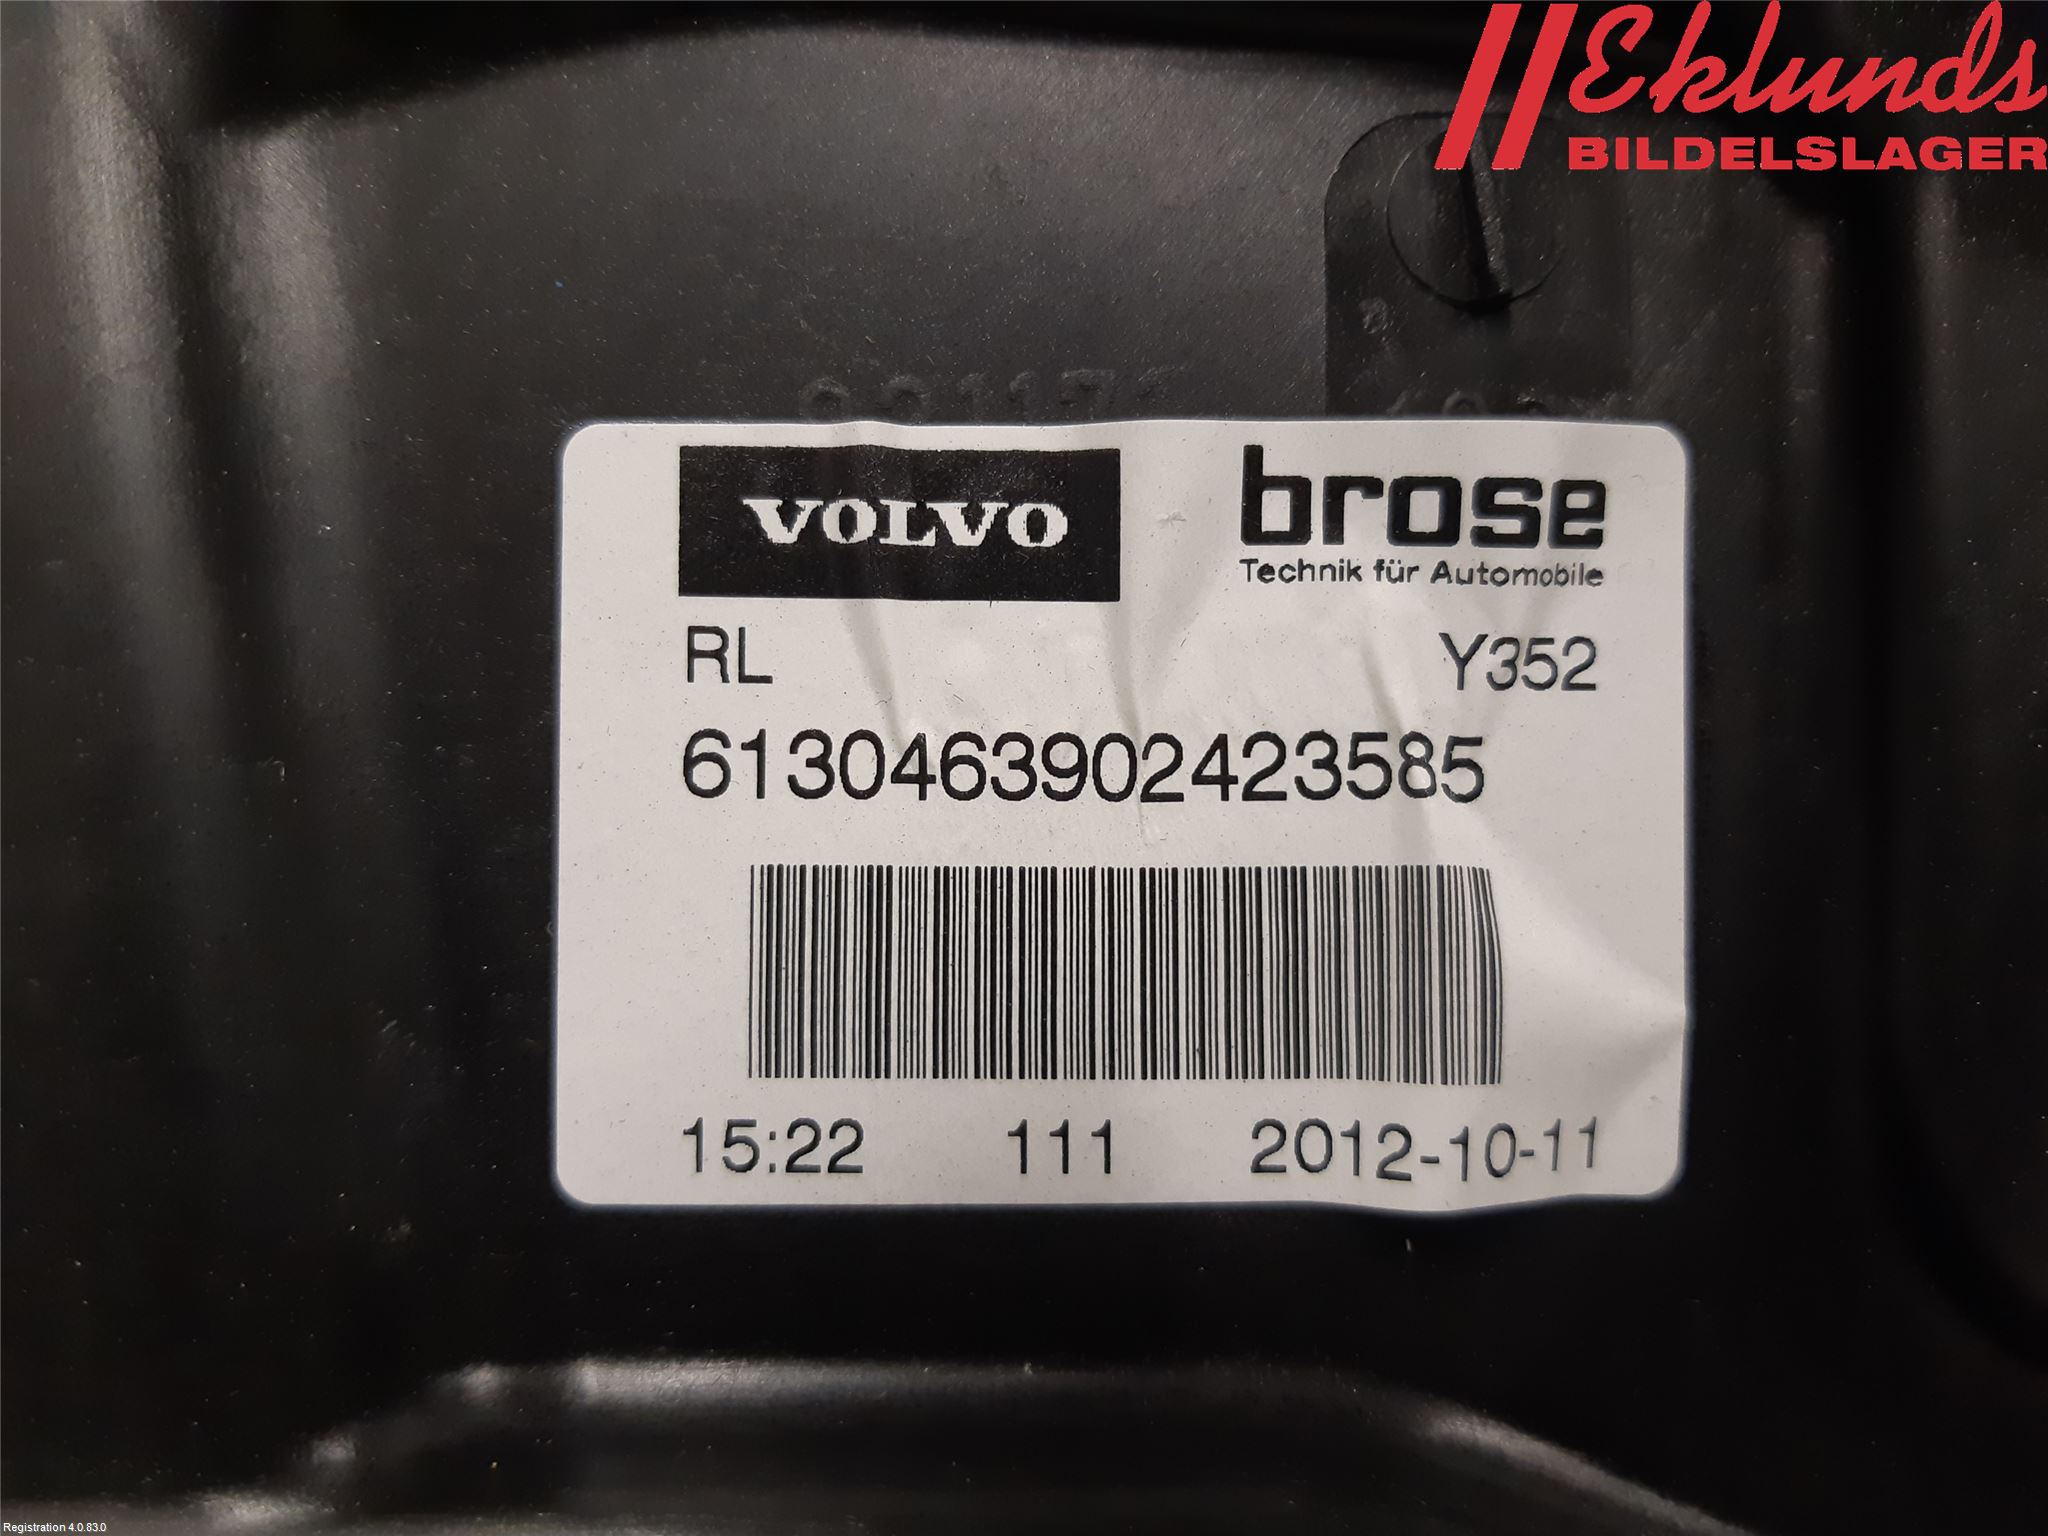 Eklunds
BILDELSLAGER
VOLVO
brose
Technik für Automobile
RL Y352
6130463902423585
15:22 111 2012-10-11
Registration 4.0.83.0